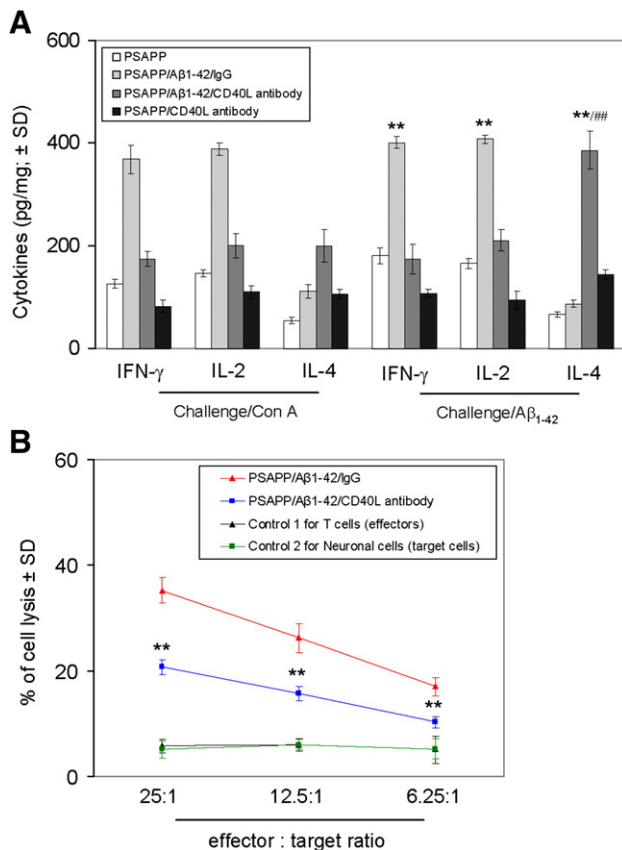 A
600
400
200
0
Cytokines (pg/mg; ± SD)
PSAPP
PSAPP/Aβ1-42/IgG
PSAPP/Aβ1-42/CD40L antibody
PSAPP/CD40L antibody
** ** **/##
IFN-γ IL-2 IL-4 IFN-γ IL-2 IL-4
Challenge/Con A Challenge/Aβ₁₋₄₂
B
60
40
20
0
% of cell lysis ± SD
PSAPP/Aβ1-42/IgG
PSAPP/Aβ1-42/CD40L antibody
Control 1 for T cells (effectors)
Control 2 for Neuronal cells (target cells)
** ** **
25:1 12.5:1 6.25:1
effector : target ratio